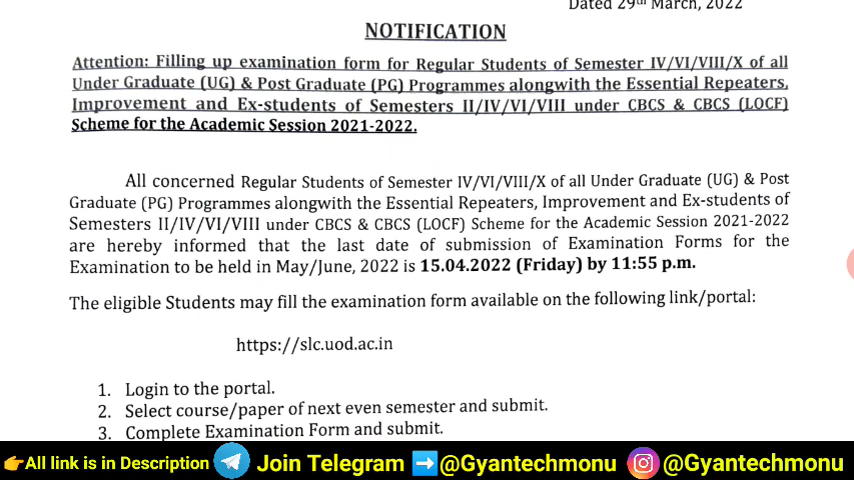 Dated 29th March, 2022
NOTIFICATION
Attention: Filling up examination form for Regular Students of Semester IV/VI/VIII/X of all
Under Graduate (UG) & Post Graduate (PG) Programmes alongwith the Essential Repeaters,
Improvement and Ex-students of Semesters II/IV/VI/VIII under CBCS & CBCS (LOCF)
Scheme for the Academic Session 2021-2022.
All concerned Regular Students of Semester IV/VI/VIII/X of all Under Graduate (UG) & Post
Graduate (PG) Programmes alongwith the Essential Repeaters, Improvement and Ex-students of
Semesters II/IV/VI/VIII under CBCS & CBCS (LOCF) Scheme for the Academic Session 2021-2022
are hereby informed that the last date of submission of Examination Forms for the
Examination to be held in May/June, 2022 is 15.04.2022 (Friday) by 11:55 p.m.
The eligible Students may fill the examination form available on the following link/portal:
https://slc.uod.ac.in
1. Login to the portal.
2. Select course/paper of next even semester and submit.
3. Complete Examination Form and submit.
👉All link is in Description Join Telegram ➡️@Gyantechmonu @Gyantechmonu